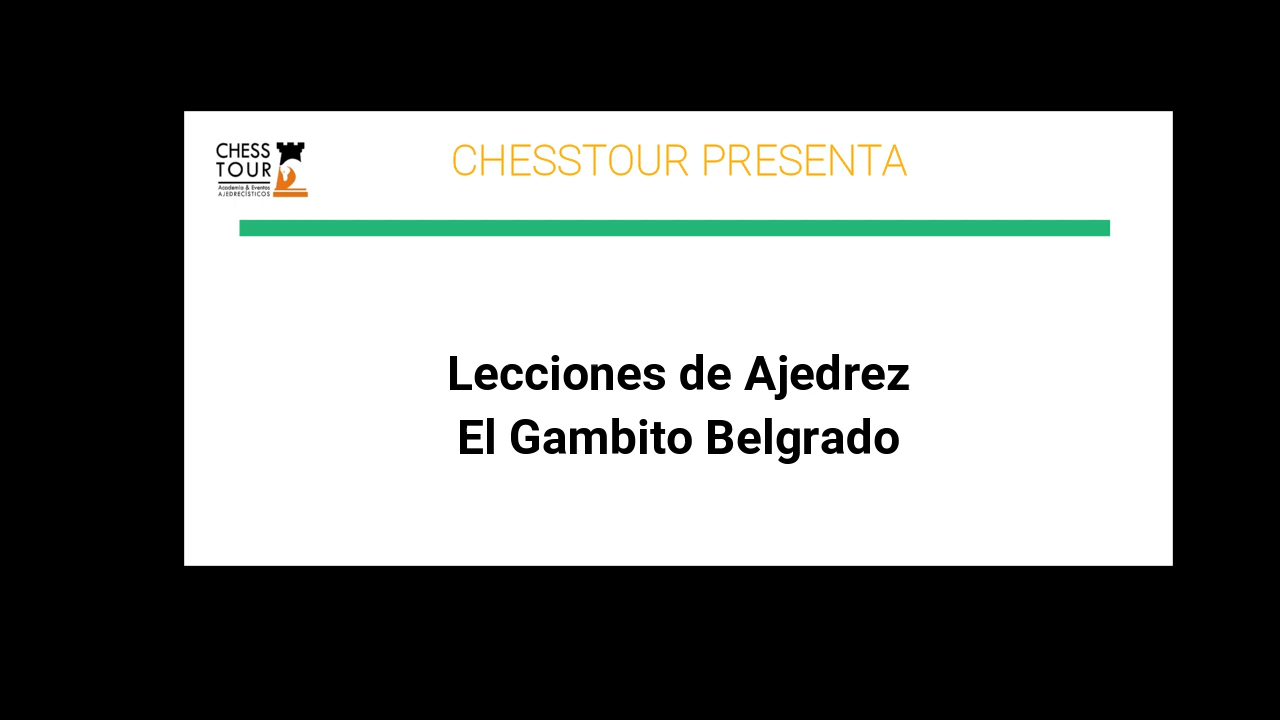 CHESS
TOUR
Academia & Eventos
AJEDRECÍSTICOS
CHESSTOUR PRESENTA
Lecciones de Ajedrez
El Gambito Belgrado